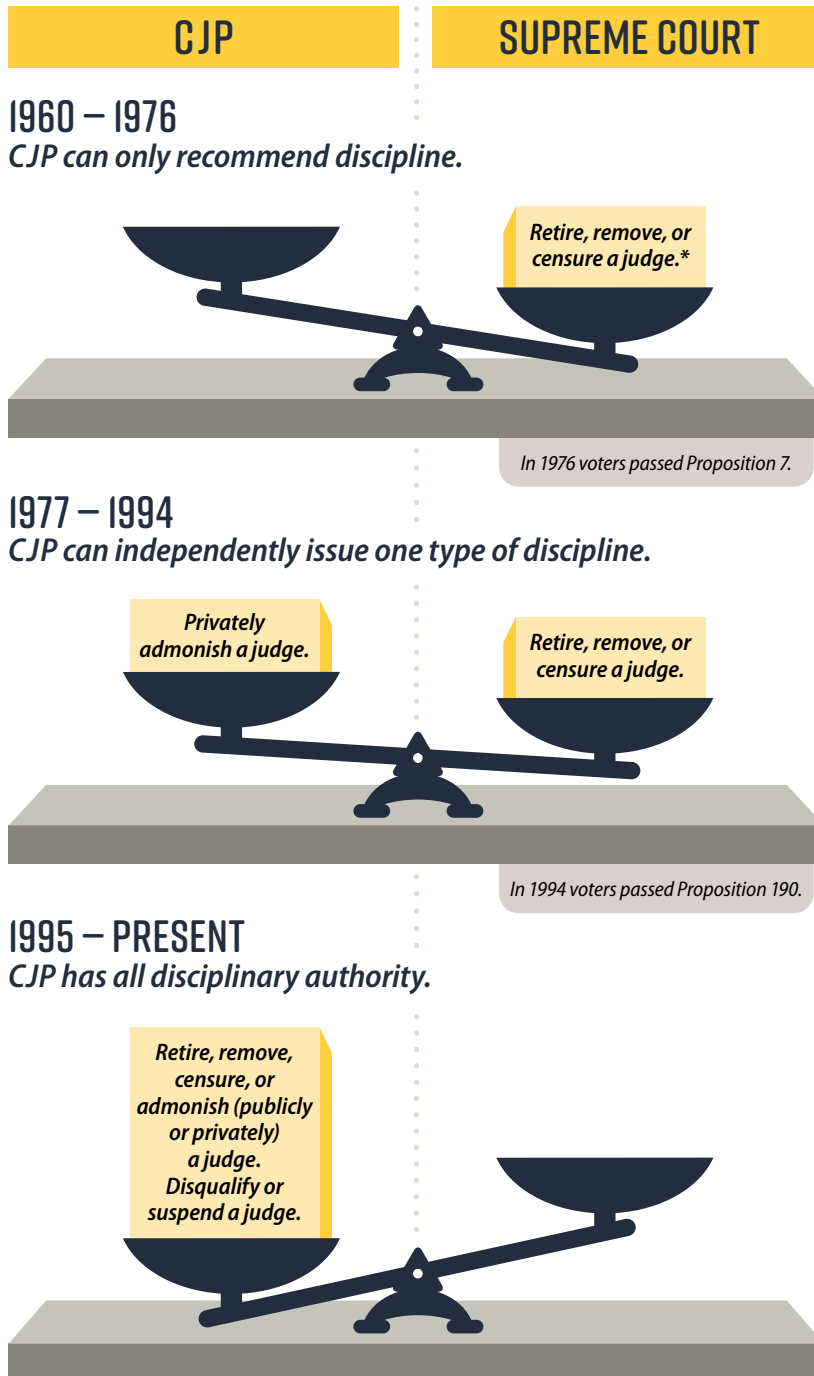 CJP
SUPREME COURT
1960 – 1976
CJP can only recommend discipline.
Retire, remove, or
censure a judge.*
In 1976 voters passed Proposition 7.
1977 – 1994
CJP can independently issue one type of discipline.
Privately
admonish a judge.
Retire, remove, or
censure a judge.
In 1994 voters passed Proposition 190.
1995 – PRESENT
CJP has all disciplinary authority.
Retire, remove,
censure, or
admonish (publicly
or privately)
a judge.
Disqualify or
suspend a judge.